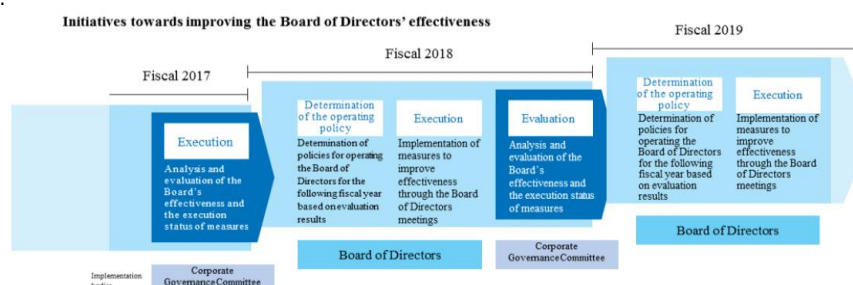 .
Initiatives towards improving the Board of Directors' effectiveness
Fiscal 2017
Fiscal 2018
Fiscal 2019
Execution
Analysis and
evaluation of the
Board's
effectiveness and
the execution
status of measures
Determination
of the operating
policy
Determination of
policies for operating
the Board of
Directors for the
following fiscal year
based on evaluation
results
Execution
Implementation of
measures to
improve
effectiveness
through the Board
of Directors
meetings
Evaluation
Analysis and
evaluation of the
Board's
effectiveness and
the execution status
of measures
Determination
of the operating
policy
Determination of
policies for
operating the
Board of Directors
for the following
fiscal year based
on evaluation
results
Execution
Implementation of
measures to
improve
effectiveness
through the Board
of Directors
meetings
Implementation
Corporate
Governance Committee
Board of Directors
Corporate
Governance Committee
Board of Directors